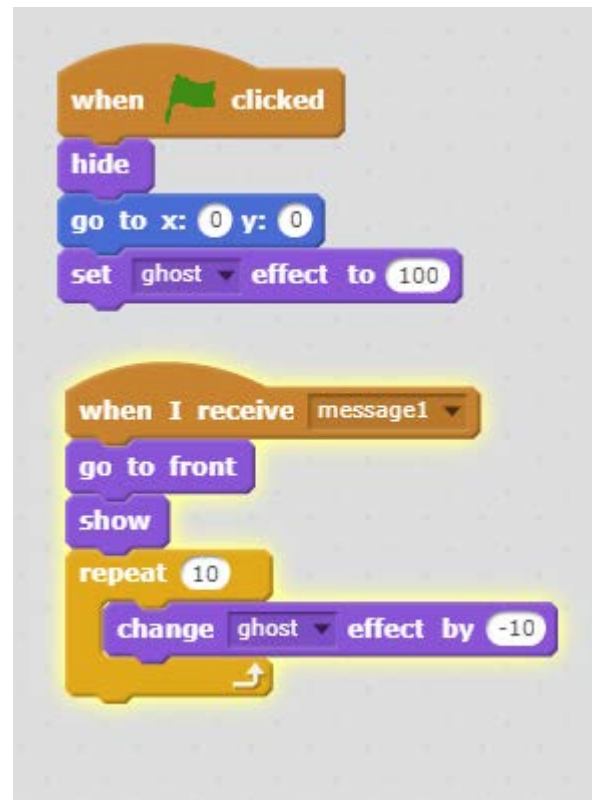 when clicked
hide
go to x: 0 y: 0
set ghost effect to 100
when I receive message1
go to front
show
repeat 10
change ghost effect by -10